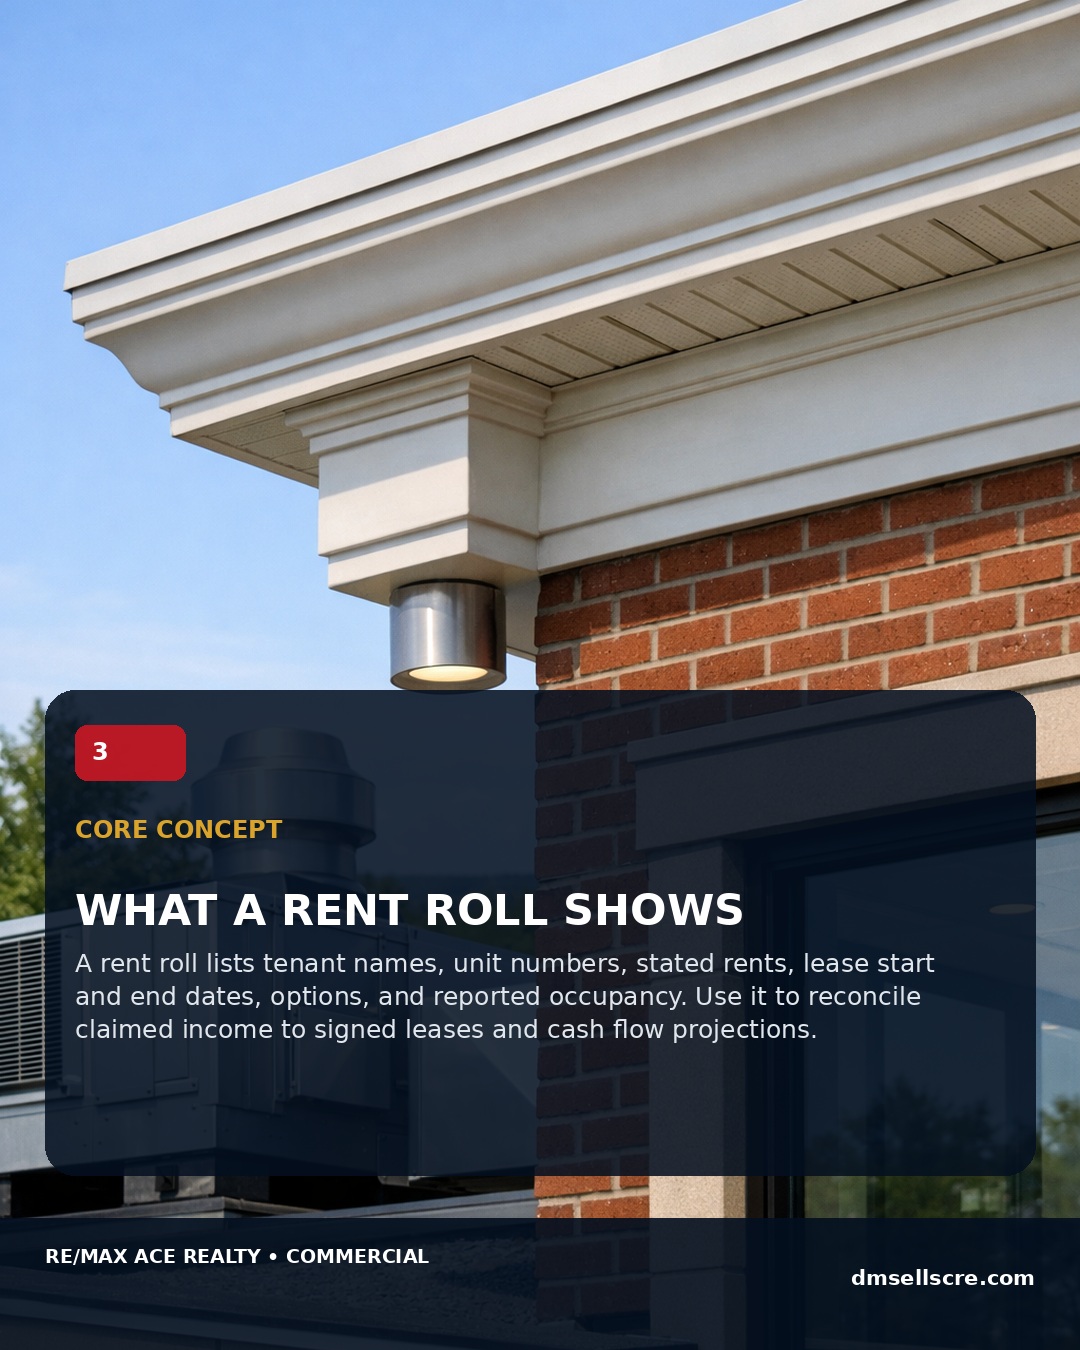 3
CORE CONCEPT
WHAT A RENT ROLL SHOWS
A rent roll lists tenant names, unit numbers, stated rents, lease start
and end dates, options, and reported occupancy. Use it to reconcile
claimed income to signed leases and cash flow projections.
RE/MAX ACE REALTY • COMMERCIAL
dmsellscre.com